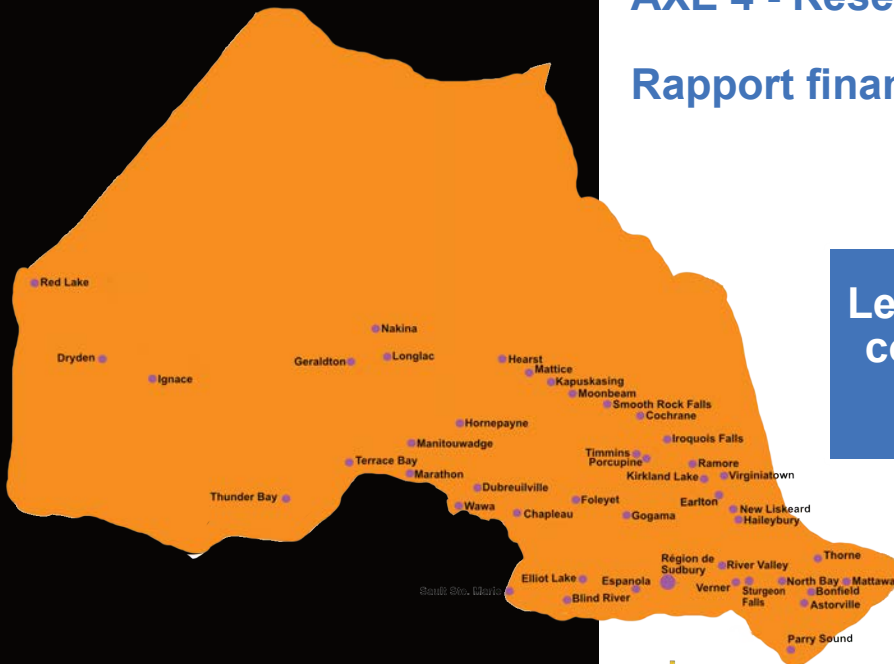 AXE 4 -
Rapport
Le
Red Lake
Nakina
Dryden
Geraldton
Longlac
Hearst
Mattice
Ignace
Kapuskasing
Moonbeam
Smooth Rock Falls
Cochrane
Hornepayne
Iroquois Falls
Manitouwadge
Timmins
Porcupine
Terrace Bay
Ramore
Marathon
Kirkland Lake
Virginiatown
Dubreuilville
Thunder Bay
Foleyet
Earlton
Wawa
Chapleau
Gogama
New Liskeard
Haileybury
Région de
Sudbury
River Valley
Thorne
Elliot Lake
Espanola
Verner
Sturgeon
Falls
North Bay
Mattawa
Sault Ste. Marie
Blind River
Bonfield
Astorville
Parry Sound